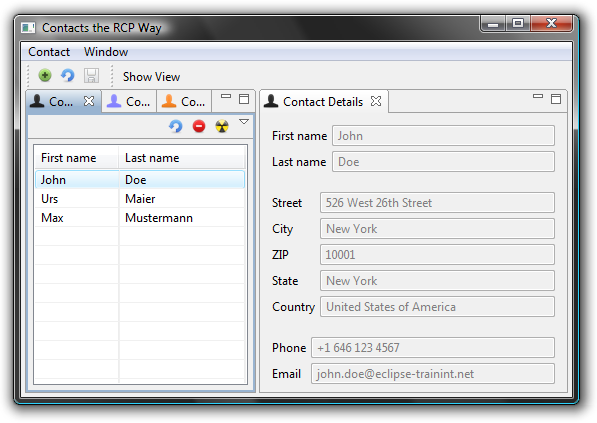 Contacts the RCP Way
Contact Window
Show View
Co... Co... Co...
First name Last name
John Doe
Urs Maier
Max Mustermann
Contact Details
First name John
Last name Doe
Street 526 West 26th Street
City New York
ZIP 10001
State New York
Country United States of America
Phone +1 646 123 4567
Email john.doe@eclipse-trainint.net